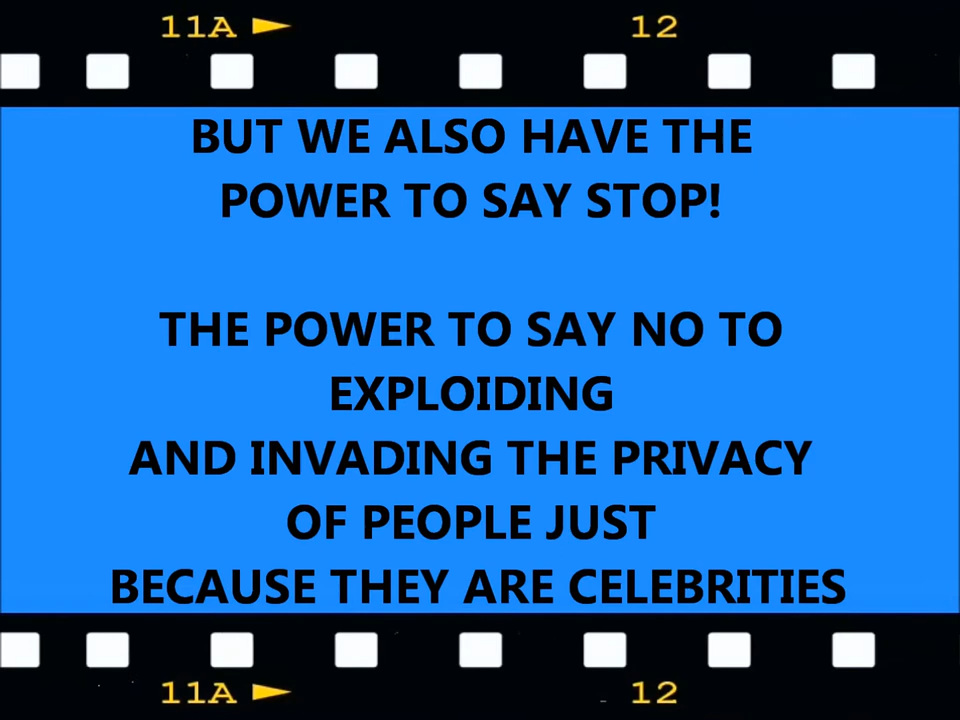 11A 12
BUT WE ALSO HAVE THE
POWER TO SAY STOP!
THE POWER TO SAY NO TO
EXPLOIDING
AND INVADING THE PRIVACY
OF PEOPLE JUST
BECAUSE THEY ARE CELEBRITIES
11A 12